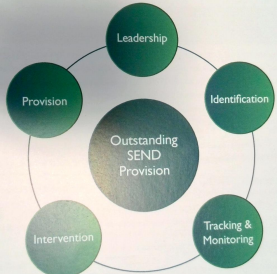 Leadership
Provision
Identification
Outstanding
SEND
Provision
Intervention
Tracking &
Monitoring